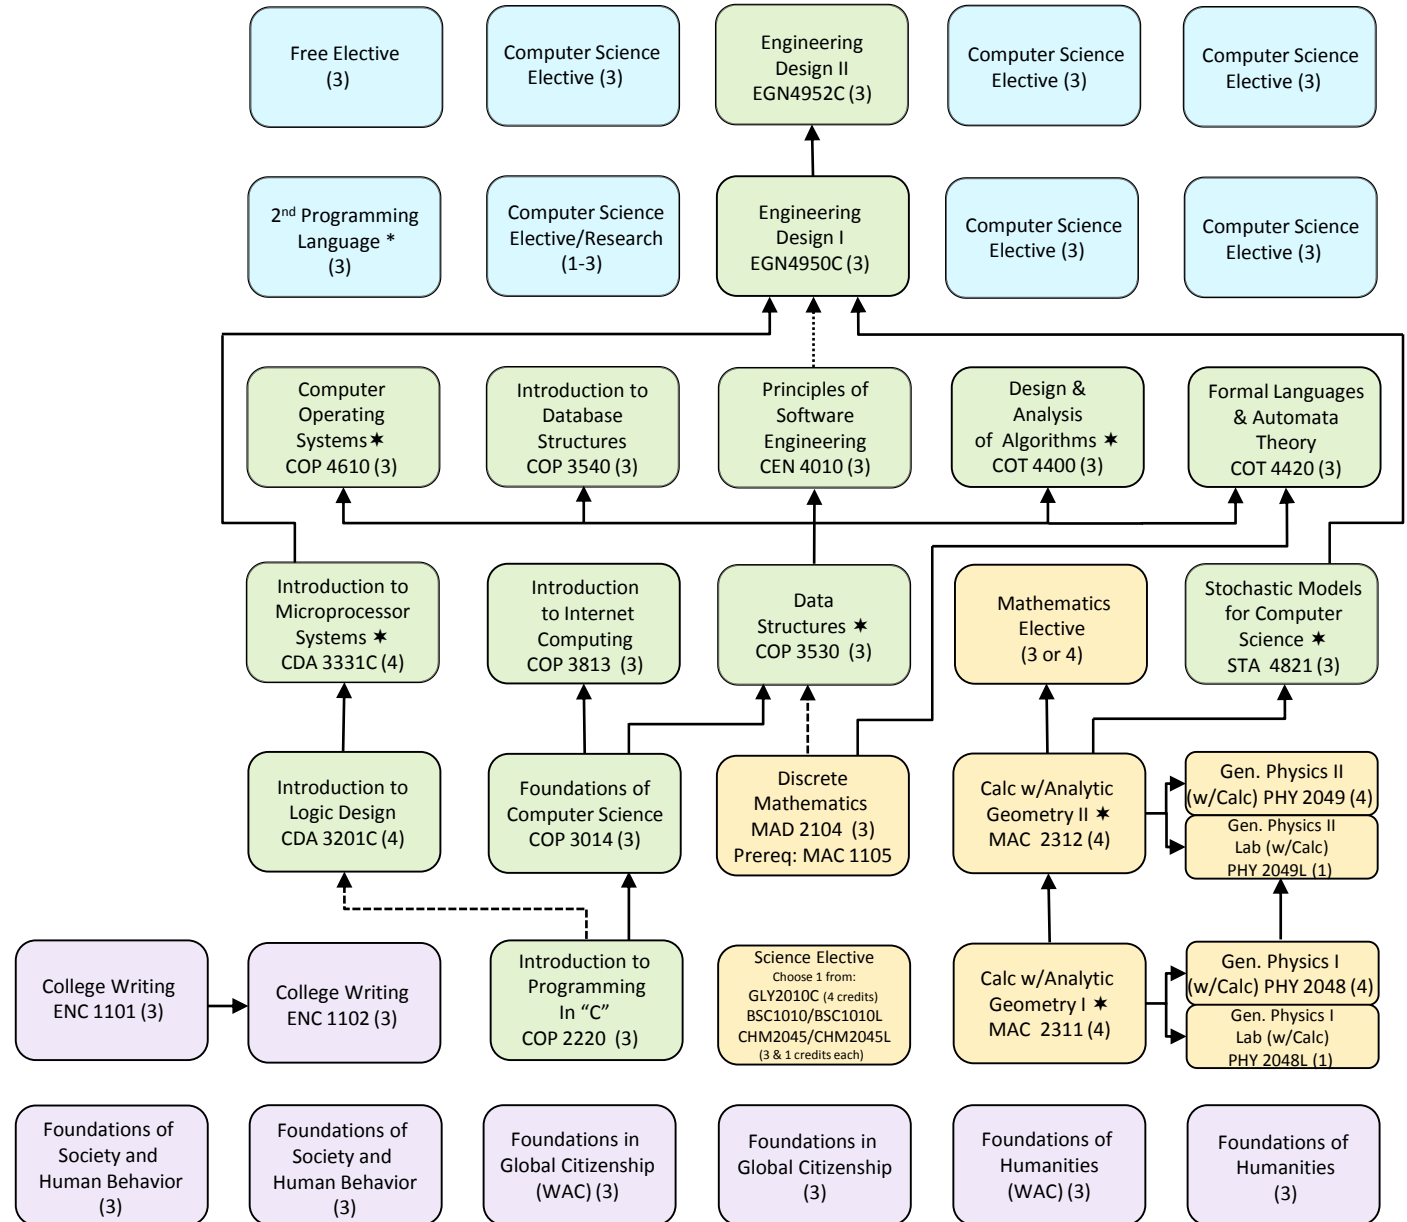 Free Elective
(3)
Computer Science
Elective (3)
Engineering
Design II
EGN4952C (3)
Computer Science
Elective (3)
Computer Science
Elective (3)
2nd Programming
Language *
(3)
Computer Science
Elective/Research
(1-3)
Engineering
Design I
EGN4950C (3)
Computer Science
Elective (3)
Computer Science
Elective (3)
Computer
Operating
Systems ★
COP 4610 (3)
Introduction to
Database
Structures
COP 3540 (3)
Principles of
Software
Engineering
CEN 4010 (3)
Design &
Analysis
of Algorithms ★
COT 4400 (3)
Formal Languages
& Automata
Theory
COT 4420 (3)
Introduction to
Microprocessor
Systems ★
CDA 3331C (4)
Introduction
to Internet
Computing
COP 3813 (3)
Data
Structures ★
COP 3530 (3)
Mathematics
Elective
(3 or 4)
Stochastic Models
for Computer
Science ★
STA 4821 (3)
Introduction to
Logic Design
CDA 3201C (4)
Foundations of
Computer Science
COP 3014 (3)
Discrete
Mathematics
MAD 2104 (3)
Prereq: MAC 1105
Calc w/Analytic
Geometry II ★
MAC 2312 (4)
Gen. Physics II
(w/Calc) PHY 2049 (4)
Gen. Physics II
Lab (w/Calc)
PHY 2049L (1)
College Writing
ENC 1101 (3)
College Writing
ENC 1102 (3)
Introduction to
Programming
In “C”
COP 2220 (3)
Science Elective
Choose 1 from:
GLY2010C (4 credits)
BSC1010/BSC1010L
CHM2045/CHM2045L
(3 & 1 credits each)
Calc w/Analytic
Geometry I ★
MAC 2311 (4)
Gen. Physics I
(w/Calc) PHY 2048 (4)
Gen. Physics I
Lab (w/Calc)
PHY 2048L (1)
Foundations of
Society and
Human Behavior
(3)
Foundations of
Society and
Human Behavior
(3)
Foundations in
Global Citizenship
(WAC) (3)
Foundations in
Global Citizenship
(3)
Foundations of
Humanities
(WAC) (3)
Foundations of
Humanities
(3)